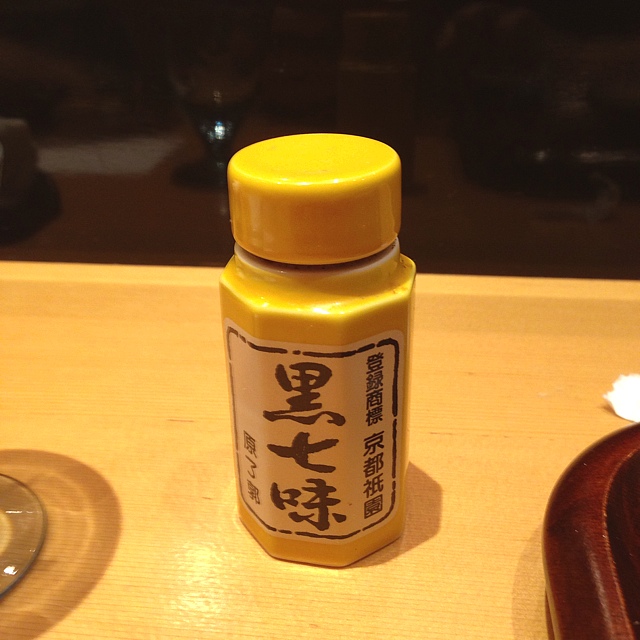 登録商標 京都祇園
黒七味
原了郭